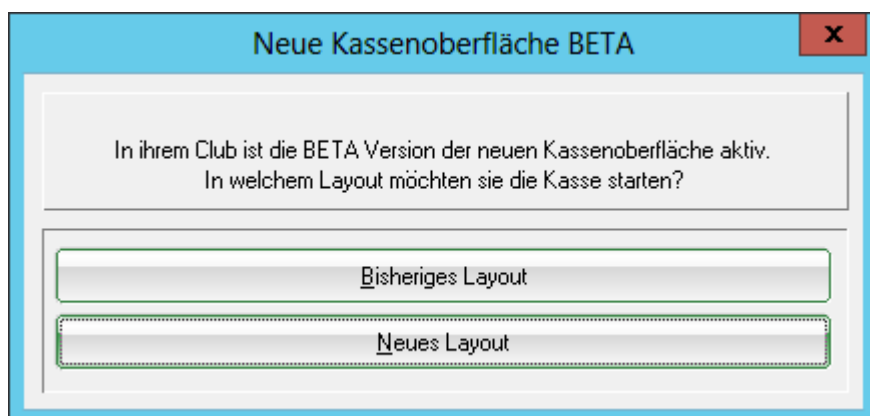 Neue Kassenoberfläche BETA
x
In ihrem Club ist die BETA Version der neuen Kassenoberfläche aktiv.
In welchem Layout möchten sie die Kasse starten?
Bisheriges Layout
Neues Layout